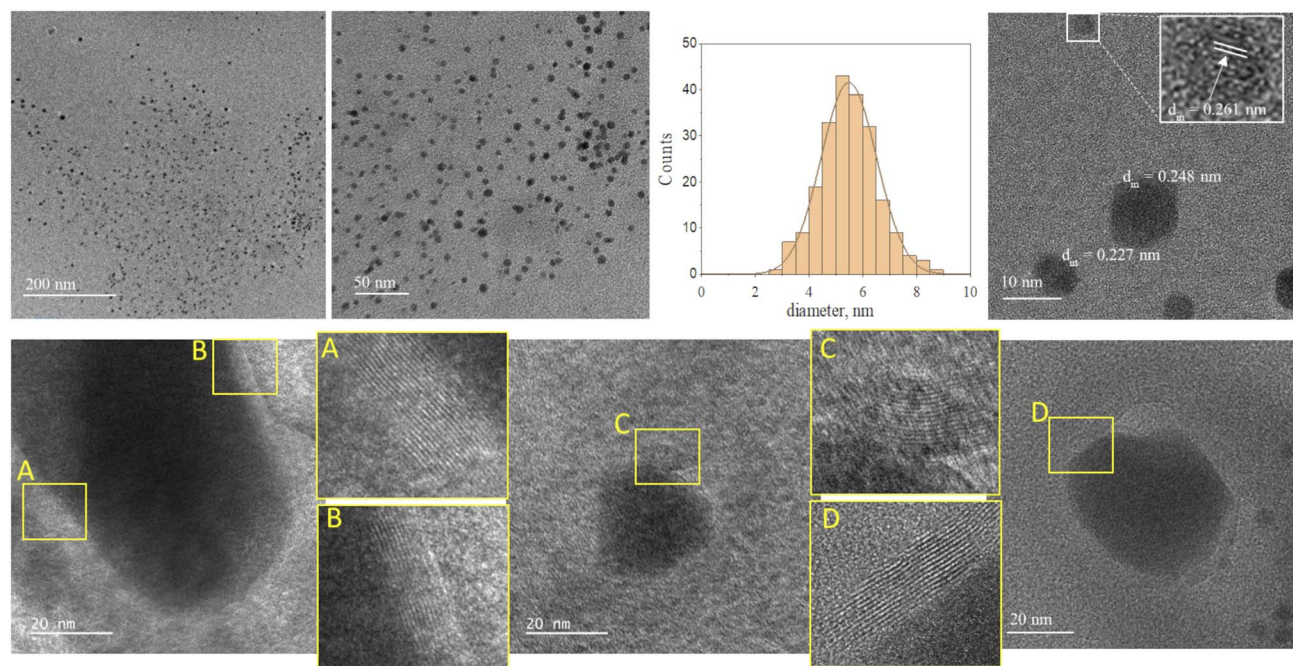 200 nm
50 nm
50
40
30
20
10
0
Counts
0 2 4 6 8 10
diameter, nm
d_in = 0.261 nm
d_in = 0.248 nm
d_in = 0.227 nm
10 nm
B
A
20 nm
A
B
C
20 nm
C
D
D
20 nm